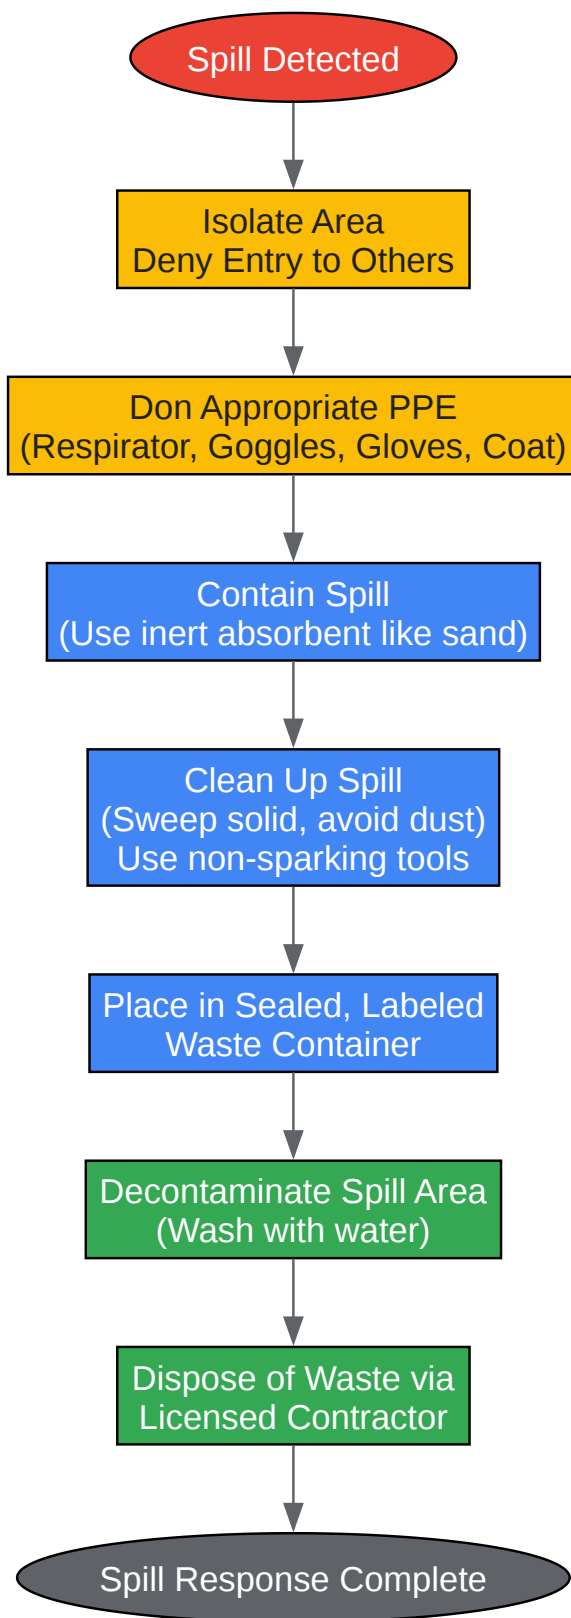 Spill Detected
Isolate Area
Deny Entry to Others
Don Appropriate PPE
(Respirator, Goggles, Gloves, Coat)
Contain Spill
(Use inert absorbent like sand)
Clean Up Spill
(Sweep solid, avoid dust)
Use non-sparking tools
Place in Sealed, Labeled
Waste Container
Decontaminate Spill Area
(Wash with water)
Dispose of Waste via
Licensed Contractor
Spill Response Complete